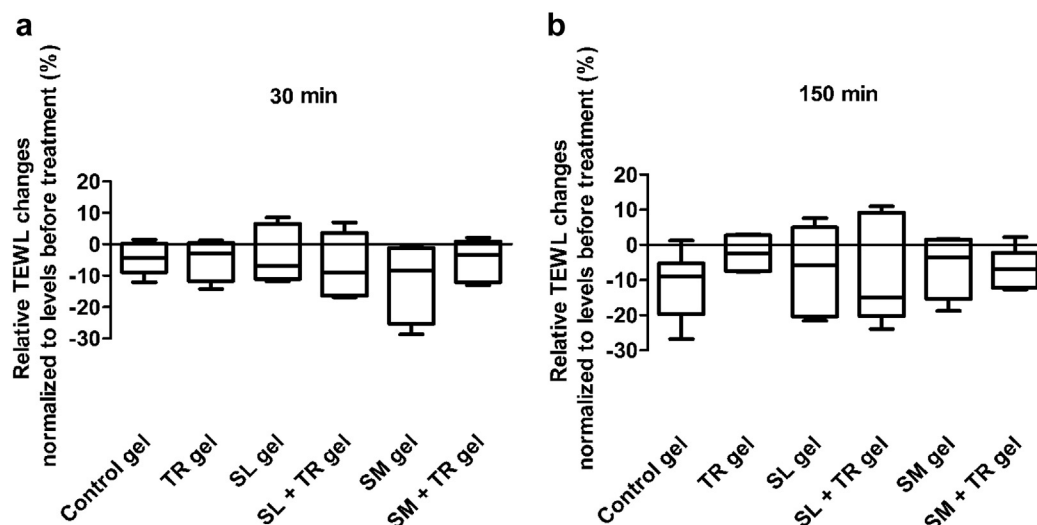 a
30 min
Relative TEWL changes
normalized to levels before treatment (%)
20
10
0
-10
-20
-30
Control gel
TR gel
SL gel
SL + TR gel
SM gel
SM + TR gel
b
150 min
Relative TEWL changes
normalized to levels before treatment (%)
20
10
0
-10
-20
-30
Control gel
TR gel
SL gel
SL + TR gel
SM gel
SM + TR gel